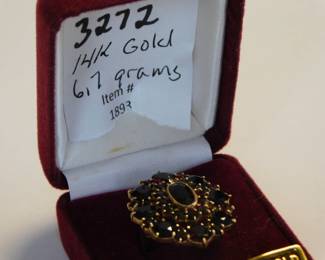 3272
14K Gold
6.7 grams
Item #
1893